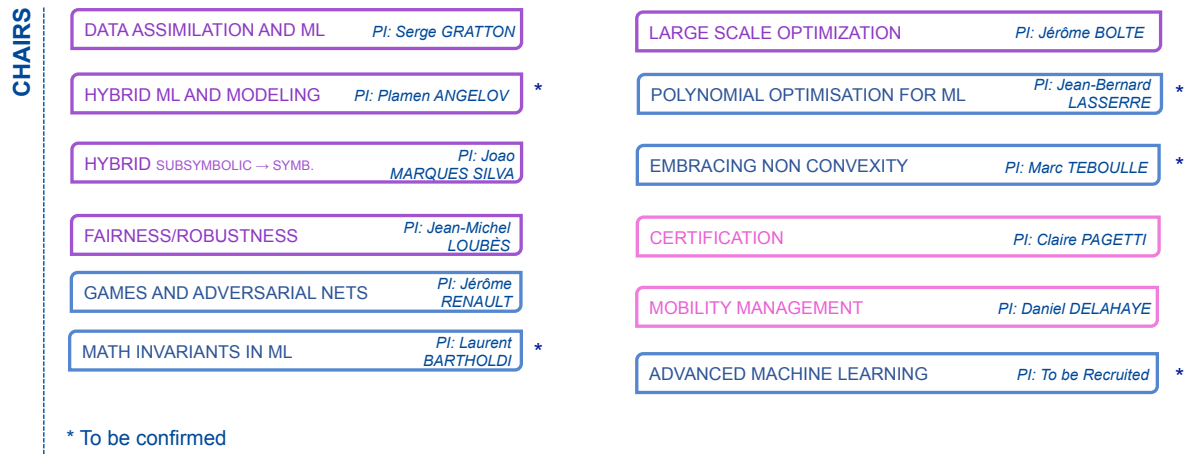 CHAIRS
DATA ASSIMILATION AND ML PI: Serge GRATTON
HYBRID ML AND MODELING PI: Plamen ANGELOV *
HYBRID SUBSYMBOLIC → SYMB. PI: Joao
MARQUES SILVA
FAIRNESS/ROBUSTNESS PI: Jean-Michel
LOUBÈS
GAMES AND ADVERSARIAL NETS PI: Jérôme
RENAULT
MATH INVARIANTS IN ML PI: Laurent
BARTHOLDI *
LARGE SCALE OPTIMIZATION PI: Jérôme BOLTE
POLYNOMIAL OPTIMISATION FOR ML PI: Jean-Bernard
LASSERRE *
EMBRACING NON CONVEXITY PI: Marc TEBOULLE *
CERTIFICATION PI: Claire PAGETTI
MOBILITY MANAGEMENT PI: Daniel DELAHAYE
ADVANCED MACHINE LEARNING PI: To be Recruited *
* To be confirmed